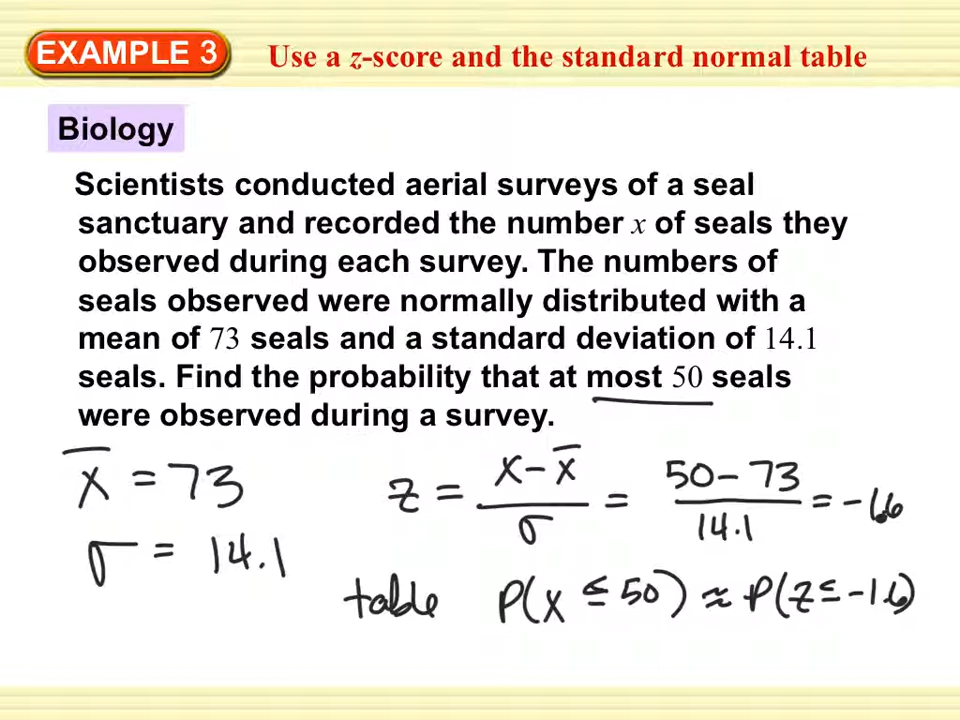 EXAMPLE 3 Use a z-score and the standard normal table
Biology
Scientists conducted aerial surveys of a seal
sanctuary and recorded the number x of seals they
observed during each survey. The numbers of
seals observed were normally distributed with a
mean of 73 seals and a standard deviation of 14.1
seals. Find the probability that at most 50 seals
were observed during a survey.
x̄ = 73
z = x - x̄ / σ = 50 - 73 / 14.1 = -1.6
σ = 14.1
table P(x ≤ 50) ≈ P(z ≤ -1.6)